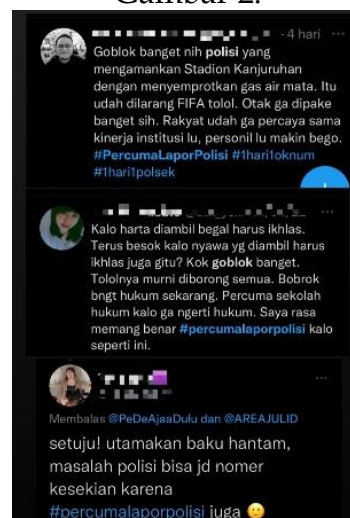 Gambar 2.
· 4 hari
Goblok banget nih polisi yang
mengamankan Stadion Kanjuruhan
dengan menyemprotkan gas air mata. Itu
udah dilarang FIFA tolol. Otak ga dipake
banget sih. Rakyat udah ga percaya sama
kinerja institusi lu, personil lu makin bego.
#PercumaLaporPolisi #1hari1oknum
#1hari1polsek
Kalo harta diambil begal harus ikhlas.
Terus besok kalo nyawa yg diambil harus
ikhlas juga gitu? Kok goblok banget.
Tololnya murni diborong semua. Bobrok
bngt hukum sekarang. Percuma sekolah
hukum kalo ga ngerti hukum. Saya rasa
memang benar #percumalaporpolisi kalo
seperti ini.
Membalas @PeDeAjaaDulu dan @AREAJULID
setuju! utamakan baku hantam,
masalah polisi bisa jd nomer
kesekian karena
#percumalaporpolisi juga 🙂